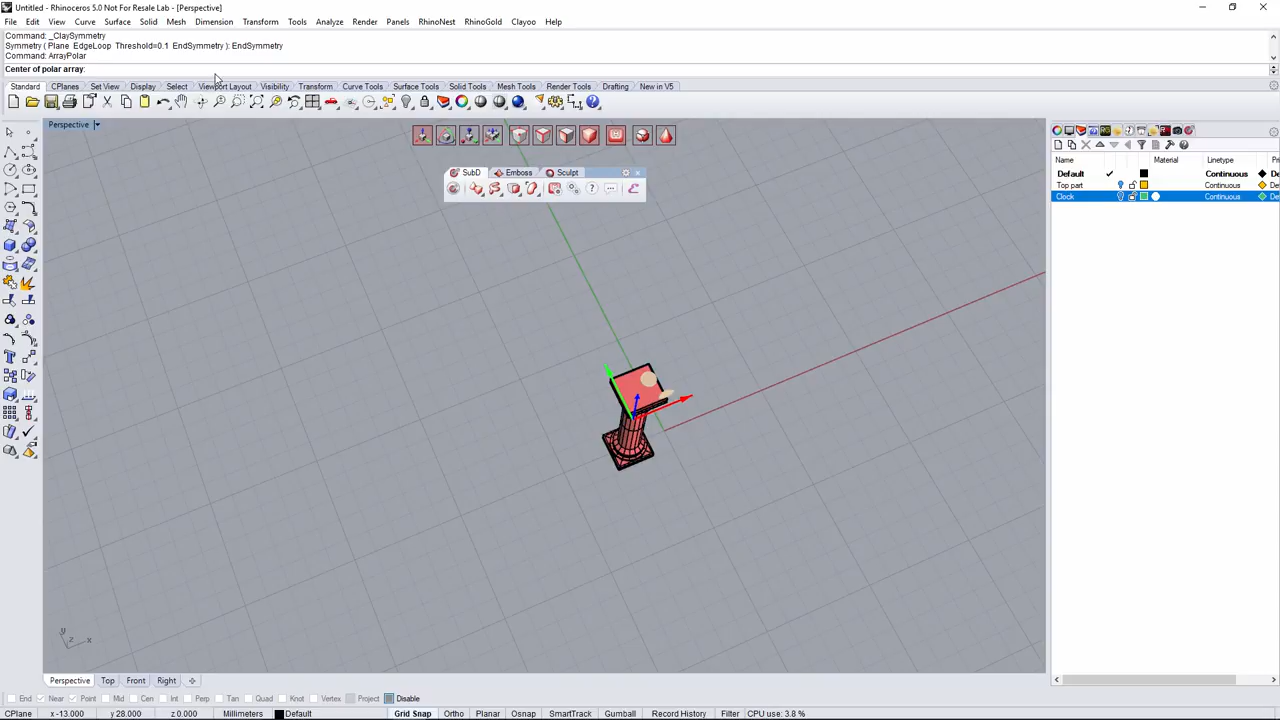 Untitled - Rhinoceros 5.0 Not For Resale Lab - [Perspective]
File Edit View Curve Surface Solid Mesh Dimension Transform Tools Analyze Render Panels RhinoNest RhinoGold Clayoo Help
Command: _ClaySymmetry
Symmetry ( Plane EdgeLoop Threshold=0.1 EndSymmetry ): EndSymmetry
Command: ArrayPolar
Center of polar array:
Standard CPlanes Set View Display Select Viewport Layout Visibility Transform Curve Tools Surface Tools Solid Tools Mesh Tools Render Tools Drafting New in V5
Perspective
SubD Emboss Sculpt
Name Material Linetype
Default Continuous
Top part Continuous
Clock Continuous
y
z x
Perspective Top Front Right
End Near Point Mid Cen Int Perp Tan Quad Knot Vertex Project Disable
CPlane x -13.000 y 28.000 z 0.000 Millimeters Default Grid Snap Ortho Planar Osnap SmartTrack Gumball Record History Filter CPU use: 3.8 %